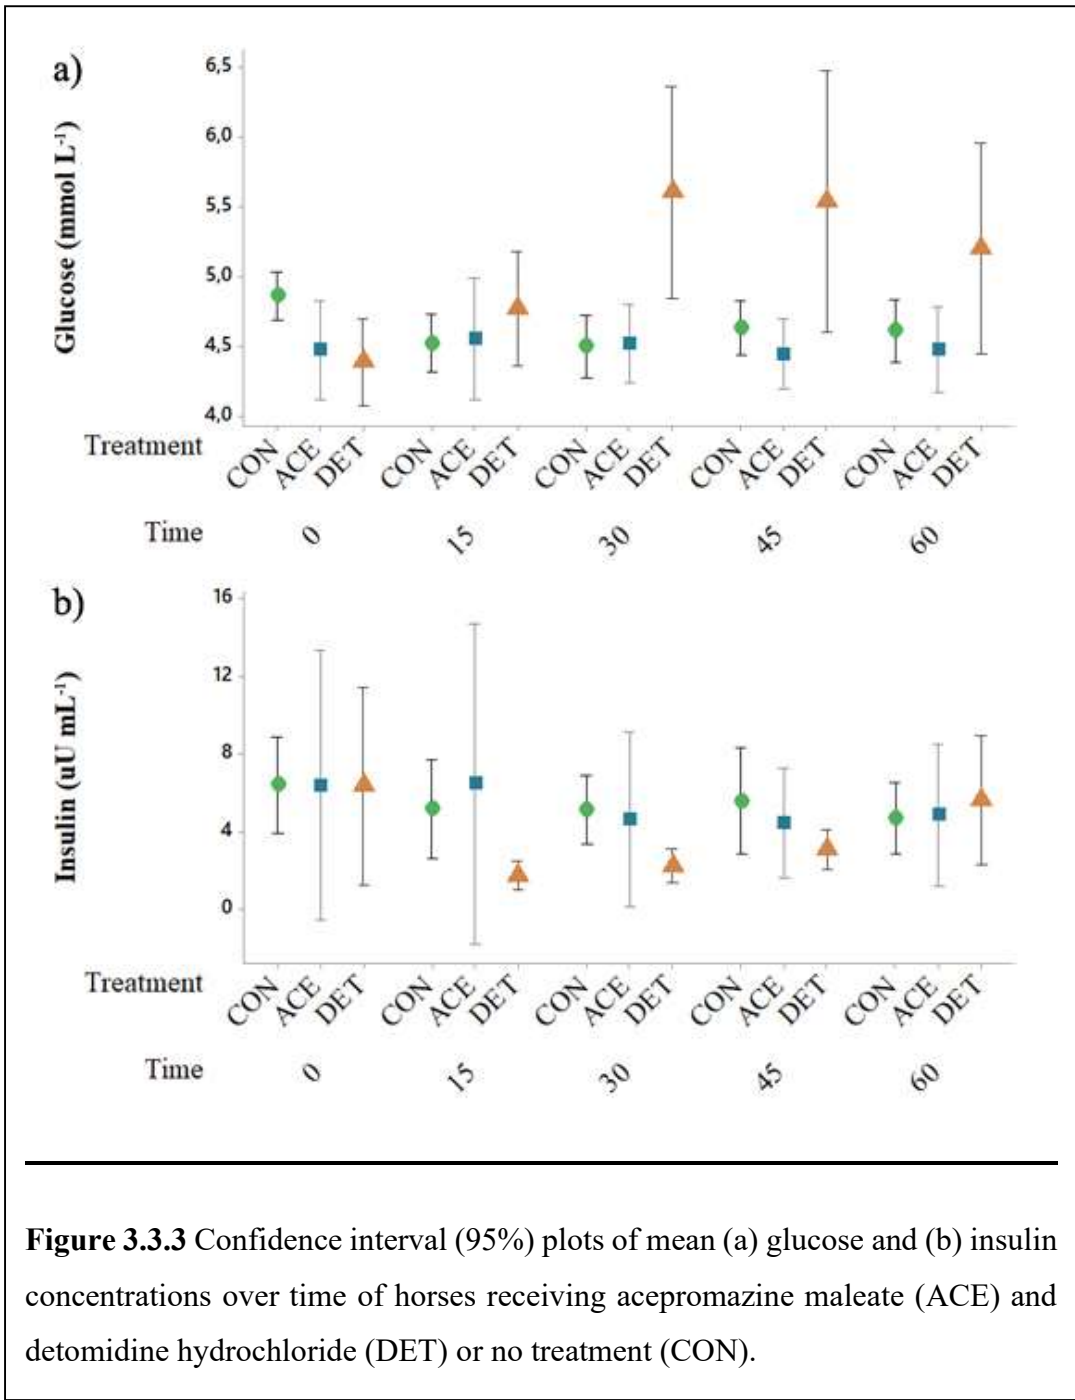 a)
Glucose (mmol L⁻¹)
6,5
6,0
5,5
5,0
4,5
4,0
Treatment CON ACE DET CON ACE DET CON ACE DET CON ACE DET CON ACE DET
Time 0 15 30 45 60
b)
Insulin (uU mL⁻¹)
16
12
8
4
0
Treatment CON ACE DET CON ACE DET CON ACE DET CON ACE DET CON ACE DET
Time 0 15 30 45 60
Figure 3.3.3 Confidence interval (95%) plots of mean (a) glucose and (b) insulin
concentrations over time of horses receiving acepromazine maleate (ACE) and
detomidine hydrochloride (DET) or no treatment (CON).